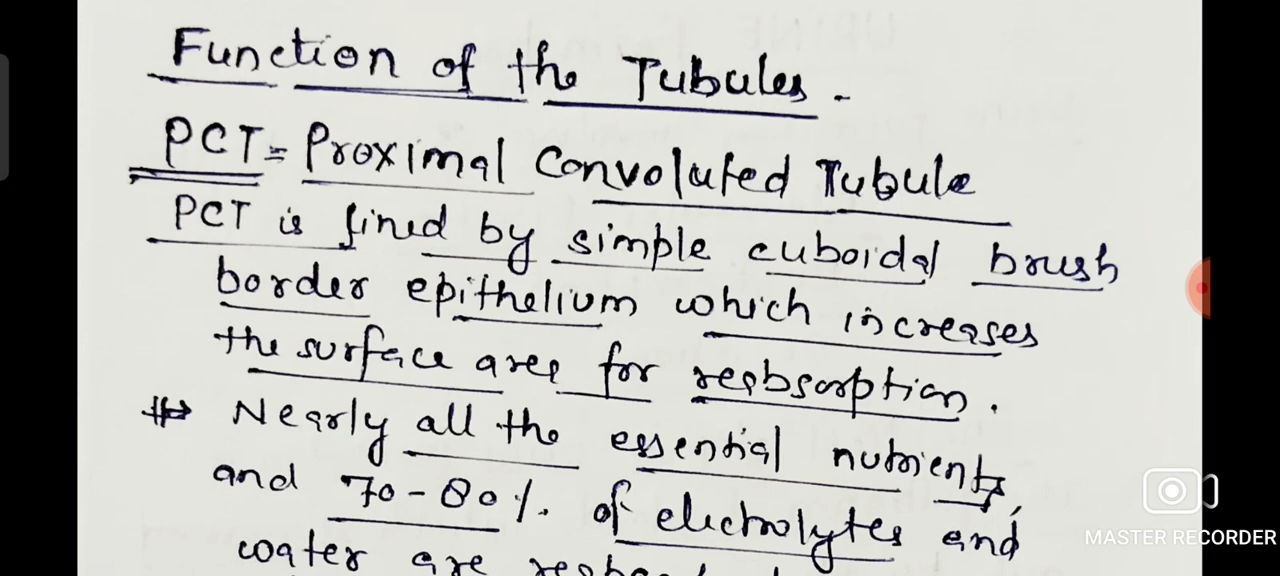 Function of the Tubules.
PCT = Proximal Convoluted Tubule
PCT is lined by simple cuboidal brush
border epithelium which increases
the surface area for reabsorption.
Nearly all the essential nutrients,
and 70-80% of electrolytes and
water are
MASTER RECORDER